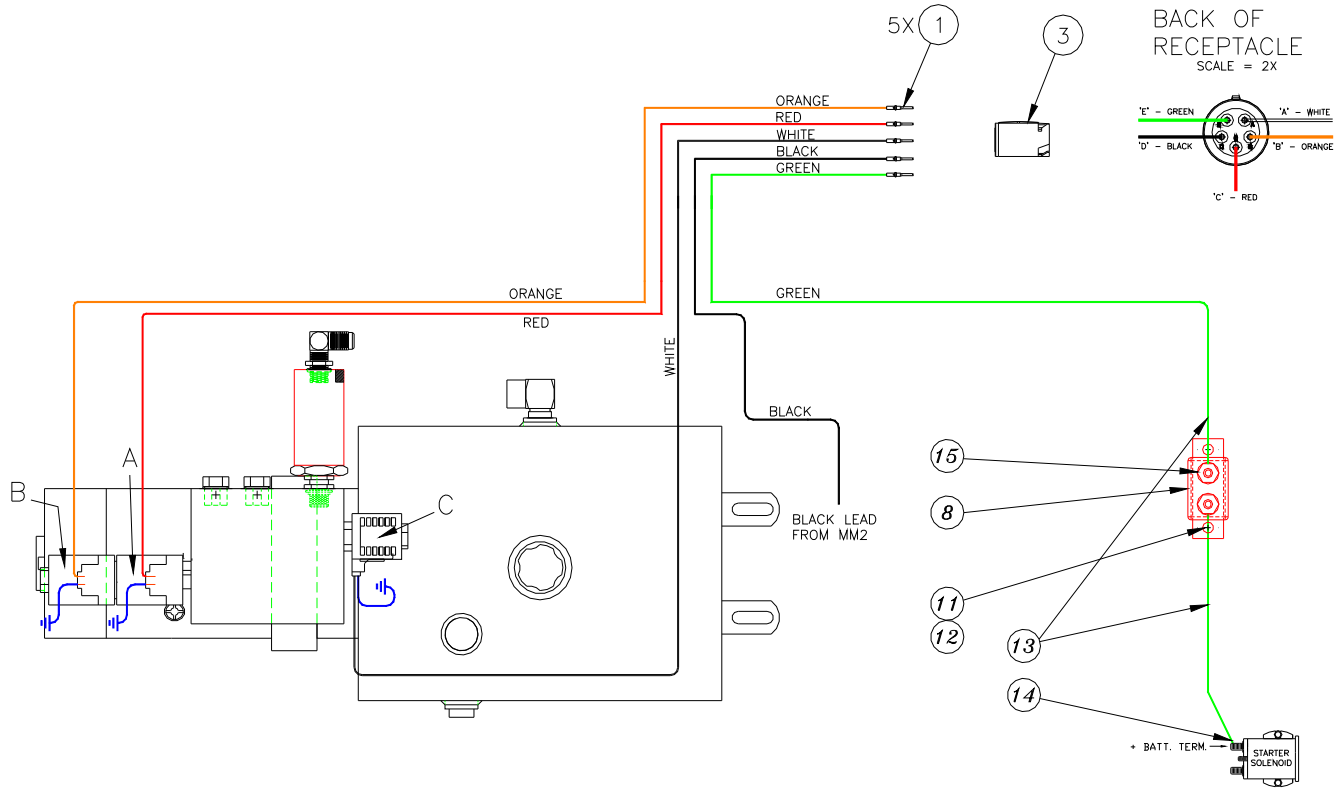 5X 1
3
BACK OF
RECEPTACLE
SCALE = 2X
'E' - GREEN
'A' - WHITE
'D' - BLACK
'B' - ORANGE
'C' - RED
ORANGE
RED
WHITE
BLACK
GREEN
ORANGE
RED
GREEN
WHITE
BLACK
BLACK LEAD
FROM MM2
A
B
C
15
8
11
12
13
14
+ BATT. TERM.
STARTER
SOLENOID